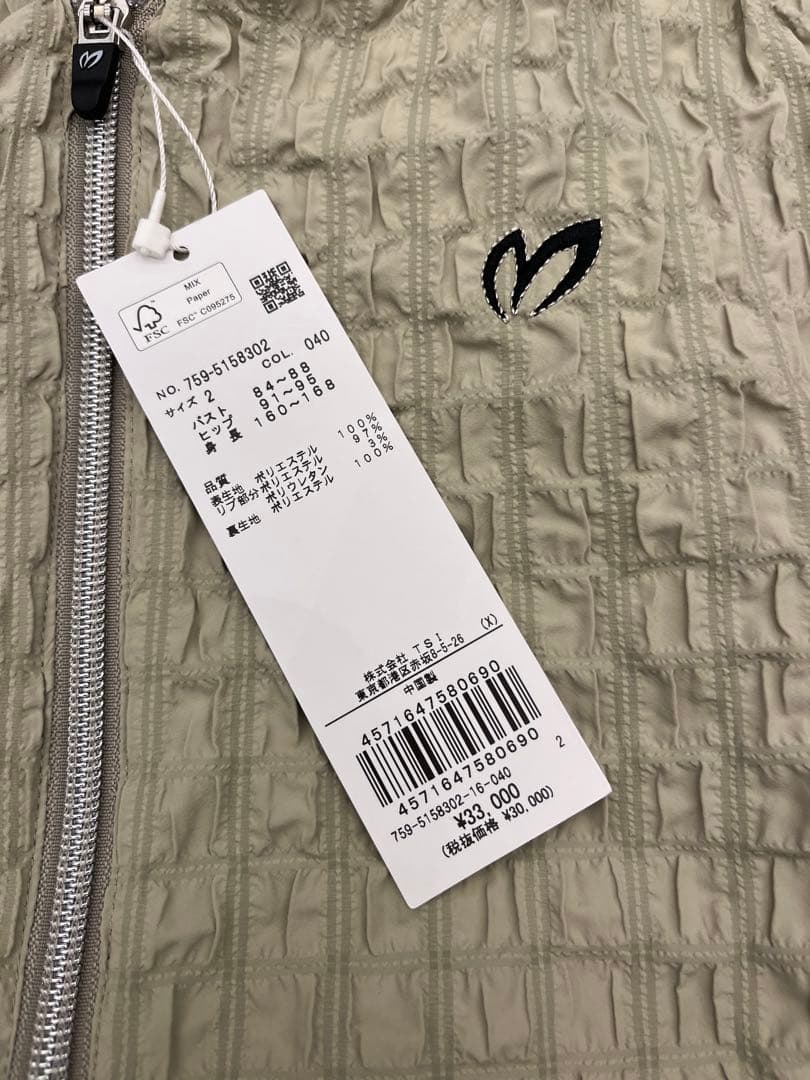 MIX
Paper
FSC™ C095275
FSC
NO. 759-5158302
COL. 040
サイズ 2
バスト 84~88
ヒップ 91~95
身長 160~168
品質
表生地 ポリエステル 100%
リブ部分 ポリエステル 97%
ポリウレタン 3%
裏生地 ポリエステル 100%
(X)
株式会社 TSI
東京都港区赤坂8-5-26
中国製
4571647580690
4571647580690
2
759-5158302-16-040
¥33,000
(税抜価格 ¥30,000)